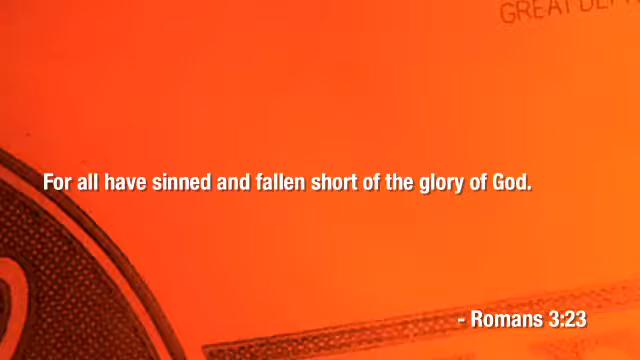 GREAT
For all have sinned and fallen short of the glory of God.
- Romans 3:23